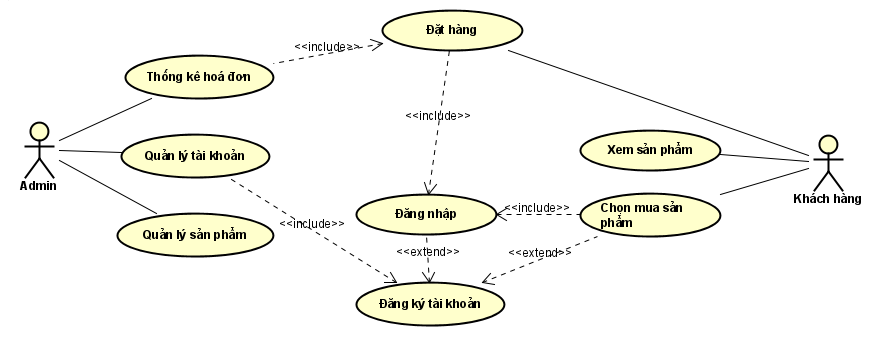 Đặt hàng
<<include>>
Thống kê hoá đơn
<<include>>
Xem sản phẩm
Quản lý tài khoản
Admin
Khách hàng
Đăng nhập
<<include>>
Chọn mua sản
phẩm
<<include>>
Quản lý sản phẩm
<<extend>>
<<extend>>
Đăng ký tài khoản